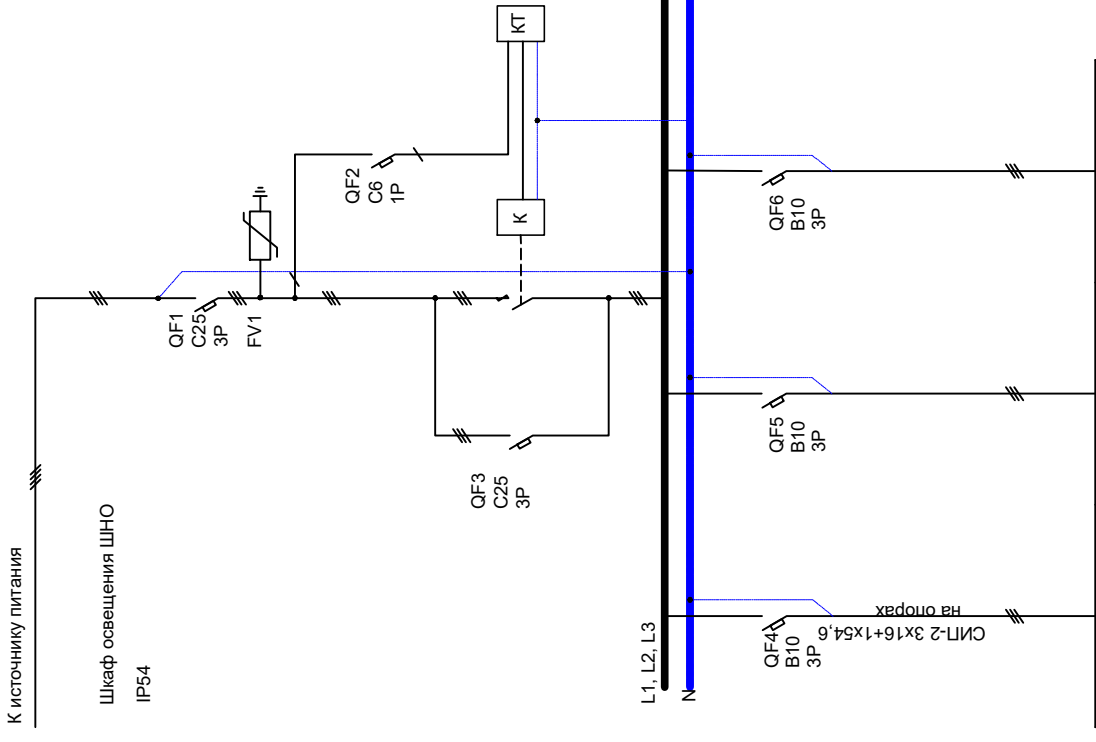 К источнику питания
Шкаф освещения ШНО
IP54
QF1
C25
3P
FV1
QF2
C6
1P
КТ
К
QF3
C25
3P
L1, L2, L3
N
QF4
B10
3P
СИП-2 3х16+1х54,6
на опорах
QF5
B10
3P
QF6
B10
3P